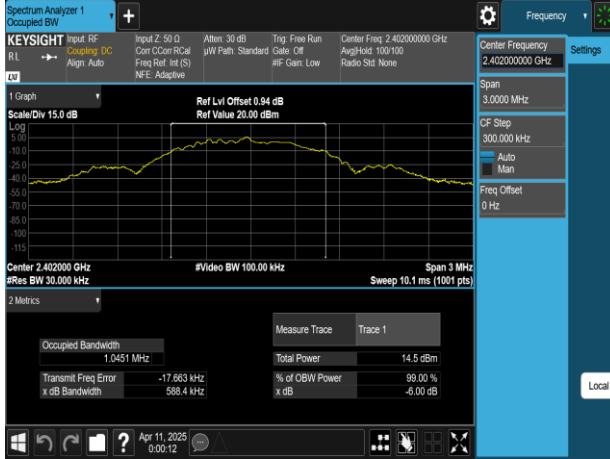 Spectrum Analyzer 1
Occupied BW
Frequency
KEYSIGHT
RL
LXI
Input: RF
Coupling: DC
Align: Auto
Input Z: 50 Ω
Corr CCorr RCal
Freq Ref: Int (S)
NFE: Adaptive
Atten: 30 dB
µW Path: Standard
Trig: Free Run
Gate: Off
#IF Gain: Low
Center Freq: 2.402000000 GHz
Avg|Hold: 100/100
Radio Std: None
Center Frequency
2.402000000 GHz
Settings
Span
3.0000 MHz
CF Step
300.000 kHz
Auto
Man
Freq Offset
0 Hz
Local
1 Graph
Scale/Div 15.0 dB
Ref Lvl Offset 0.94 dB
Ref Value 20.00 dBm
Log
5.00
-10.0
-25.0
-40.0
-55.0
-70.0
-85.0
-100
-115
Center 2.402000 GHz
#Res BW 30.000 kHz
#Video BW 100.00 kHz
Span 3 MHz
Sweep 10.1 ms (1001 pts)
2 Metrics
Measure Trace
Trace 1
Occupied Bandwidth
1.0451 MHz
Total Power
14.5 dBm
Transmit Freq Error
-17.663 kHz
% of OBW Power
99.00 %
x dB Bandwidth
588.4 kHz
x dB
-6.00 dB
Apr 11, 2025
0:00:12